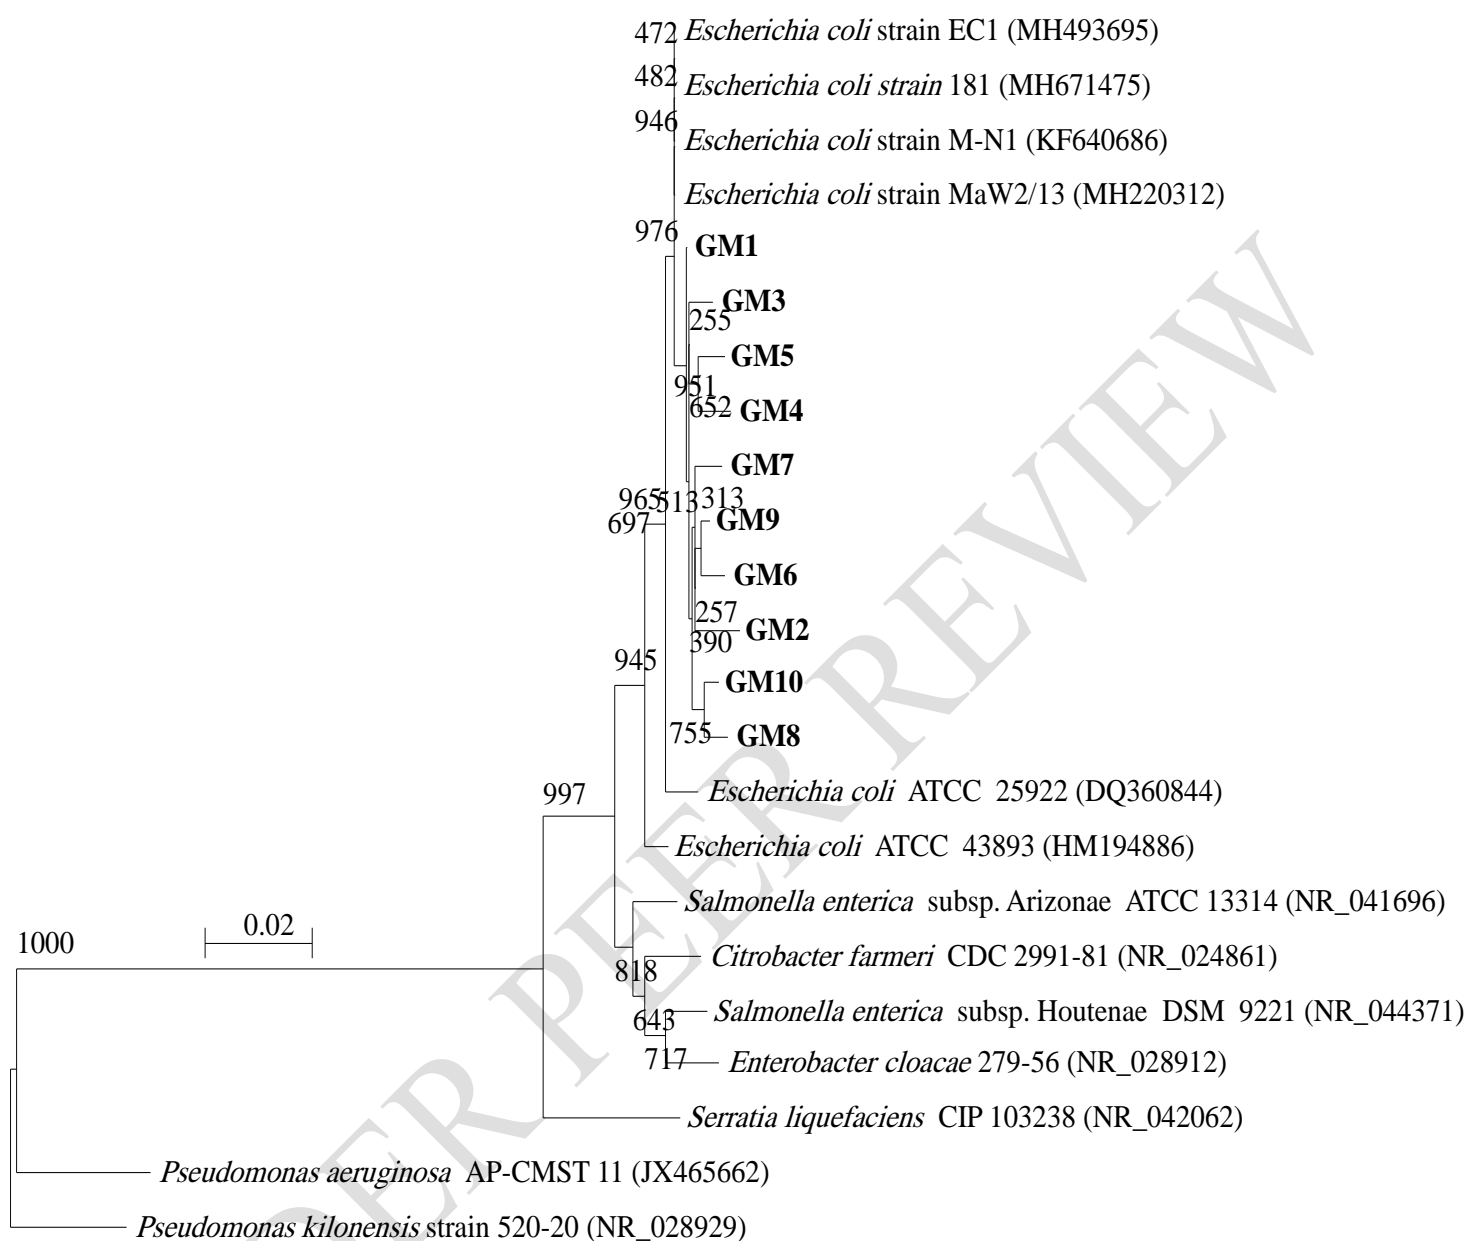 472 Escherichia coli strain EC1 (MH493695)
482 Escherichia coli strain 181 (MH671475)
946 Escherichia coli strain M-N1 (KF640686)
Escherichia coli strain MaW2/13 (MH220312)
976 GM1
GM3
255
GM5
951
652 GM4
GM7
965 513 313
697 GM9
GM6
257
390 GM2
945
GM10
755 GM8
Escherichia coli ATCC 25922 (DQ360844)
997
Escherichia coli ATCC 43893 (HM194886)
Salmonella enterica subsp. Arizonae ATCC 13314 (NR_041696)
0.02
1000
Citrobacter farmeri CDC 2991-81 (NR_024861)
818
Salmonella enterica subsp. Houtenae DSM 9221 (NR_044371)
643
717 Enterobacter cloacae 279-56 (NR_028912)
Serratia liquefaciens CIP 103238 (NR_042062)
Pseudomonas aeruginosa AP-CMST 11 (JX465662)
Pseudomonas kilonensis strain 520-20 (NR_028929)
DER PEER REVIEW